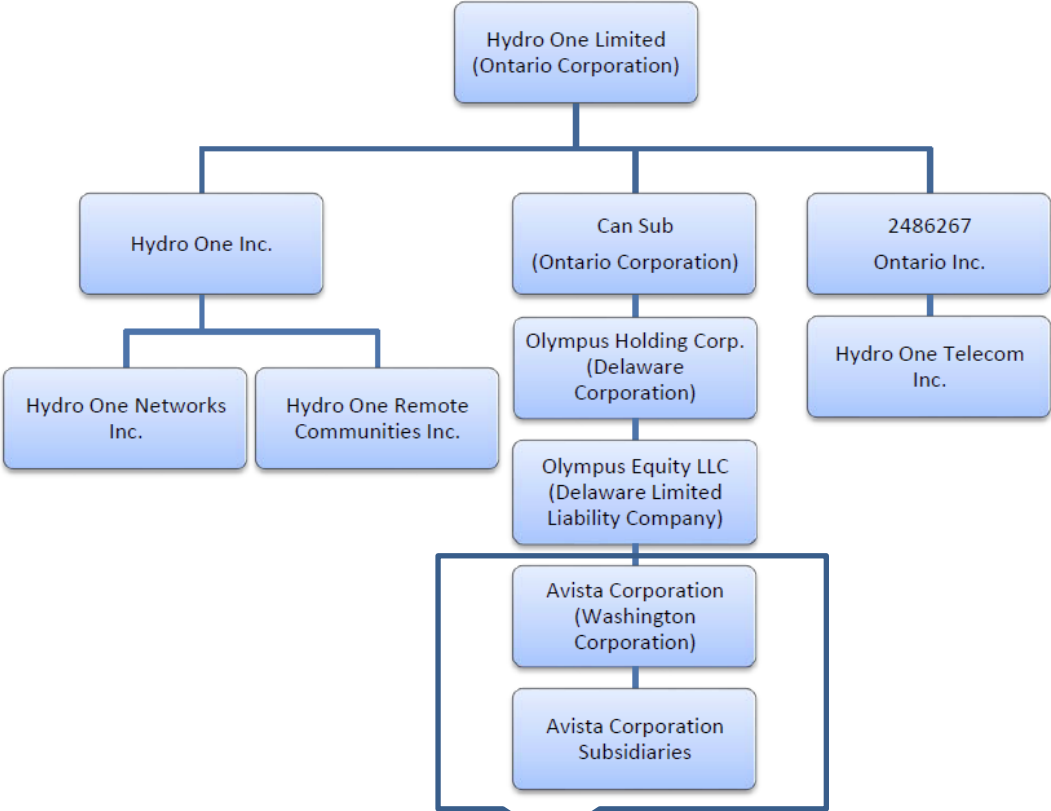 Hydro One Limited
(Ontario Corporation)
Hydro One Inc.
Can Sub
(Ontario Corporation)
2486267
Ontario Inc.
Olympus Holding Corp.
(Delaware
Corporation)
Hydro One Telecom
Inc.
Hydro One Networks
Inc.
Hydro One Remote
Communities Inc.
Olympus Equity LLC
(Delaware Limited
Liability Company)
Avista Corporation
(Washington
Corporation)
Avista Corporation
Subsidiaries